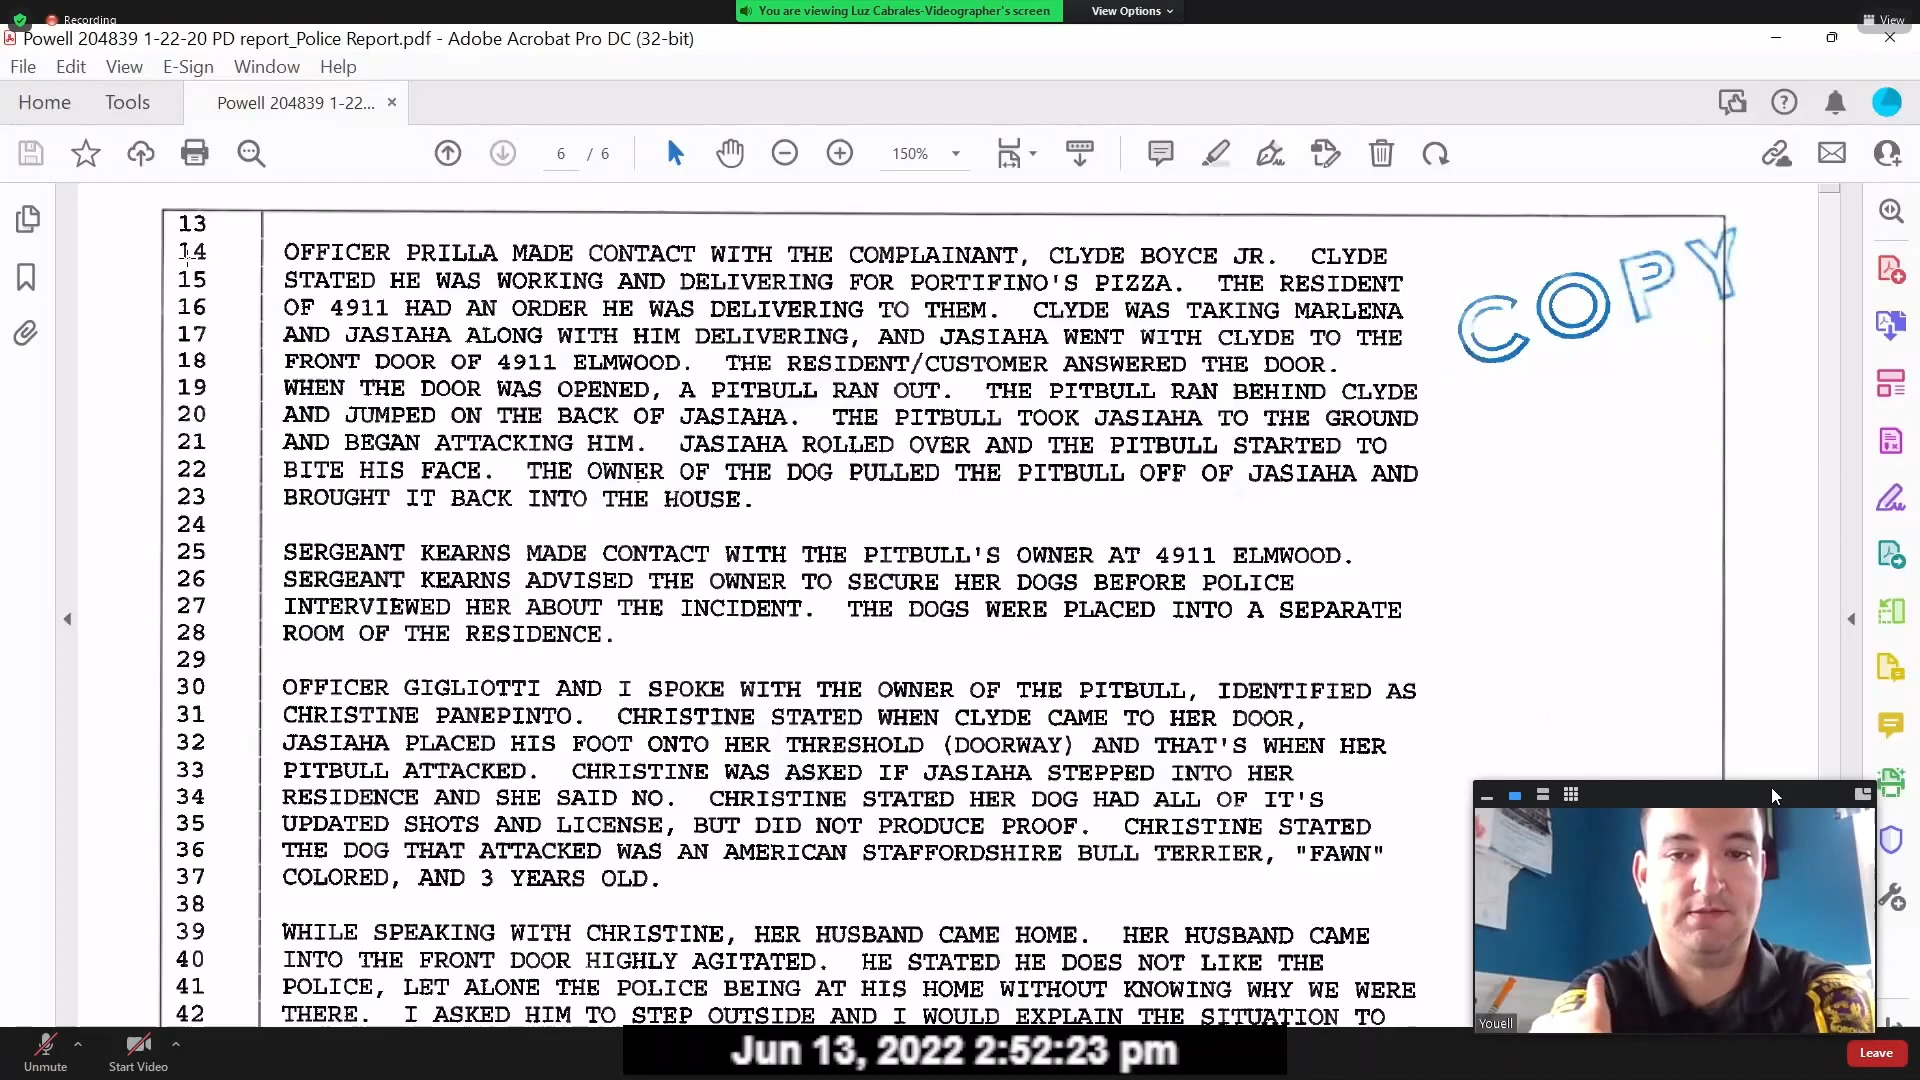 Recording
You are viewing Luz Cabrales-Videographer's screen
View Options
View
Powell 204839 1-22-20 PD report_Police Report.pdf - Adobe Acrobat Pro DC (32-bit)
File Edit View E-Sign Window Help
Home Tools Powell 204839 1-22...
6 / 6 150%
13
14 OFFICER PRILLA MADE CONTACT WITH THE COMPLAINANT, CLYDE BOYCE JR. CLYDE
15 STATED HE WAS WORKING AND DELIVERING FOR PORTIFINO'S PIZZA. THE RESIDENT
16 OF 4911 HAD AN ORDER HE WAS DELIVERING TO THEM. CLYDE WAS TAKING MARLENA
17 AND JASIAHA ALONG WITH HIM DELIVERING, AND JASIAHA WENT WITH CLYDE TO THE
18 FRONT DOOR OF 4911 ELMWOOD. THE RESIDENT/CUSTOMER ANSWERED THE DOOR.
19 WHEN THE DOOR WAS OPENED, A PITBULL RAN OUT. THE PITBULL RAN BEHIND CLYDE
20 AND JUMPED ON THE BACK OF JASIAHA. THE PITBULL TOOK JASIAHA TO THE GROUND
21 AND BEGAN ATTACKING HIM. JASIAHA ROLLED OVER AND THE PITBULL STARTED TO
22 BITE HIS FACE. THE OWNER OF THE DOG PULLED THE PITBULL OFF OF JASIAHA AND
23 BROUGHT IT BACK INTO THE HOUSE.
24
25 SERGEANT KEARNS MADE CONTACT WITH THE PITBULL'S OWNER AT 4911 ELMWOOD.
26 SERGEANT KEARNS ADVISED THE OWNER TO SECURE HER DOGS BEFORE POLICE
27 INTERVIEWED HER ABOUT THE INCIDENT. THE DOGS WERE PLACED INTO A SEPARATE
28 ROOM OF THE RESIDENCE.
29
30 OFFICER GIGLIOTTI AND I SPOKE WITH THE OWNER OF THE PITBULL, IDENTIFIED AS
31 CHRISTINE PANEPINTO. CHRISTINE STATED WHEN CLYDE CAME TO HER DOOR,
32 JASIAHA PLACED HIS FOOT ONTO HER THRESHOLD (DOORWAY) AND THAT'S WHEN HER
33 PITBULL ATTACKED. CHRISTINE WAS ASKED IF JASIAHA STEPPED INTO HER
34 RESIDENCE AND SHE SAID NO. CHRISTINE STATED HER DOG HAD ALL OF IT'S
35 UPDATED SHOTS AND LICENSE, BUT DID NOT PRODUCE PROOF. CHRISTINE STATED
36 THE DOG THAT ATTACKED WAS AN AMERICAN STAFFORDSHIRE BULL TERRIER, "FAWN"
37 COLORED, AND 3 YEARS OLD.
38
39 WHILE SPEAKING WITH CHRISTINE, HER HUSBAND CAME HOME. HER HUSBAND CAME
40 INTO THE FRONT DOOR HIGHLY AGITATED. HE STATED HE DOES NOT LIKE THE
41 POLICE, LET ALONE THE POLICE BEING AT HIS HOME WITHOUT KNOWING WHY WE WERE
42 THERE. I ASKED HIM TO STEP OUTSIDE AND I WOULD EXPLAIN THE SITUATION TO
COPY
Youell
Unmute Start Video
Jun 13, 2022 2:52:23 pm
Leave